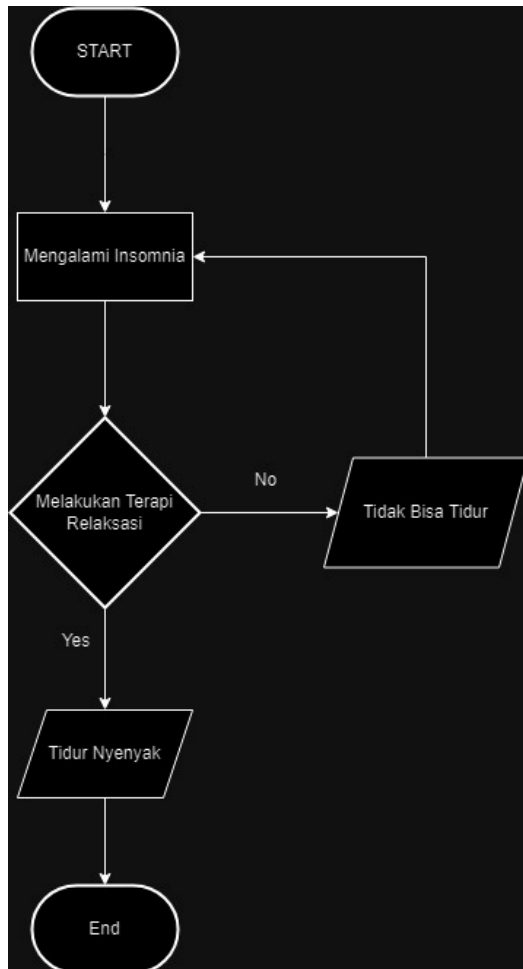 START
Mengalami Insomnia
Melakukan Terapi
Relaksasi
No
Tidak Bisa Tidur
Yes
Tidur Nyenyak
End